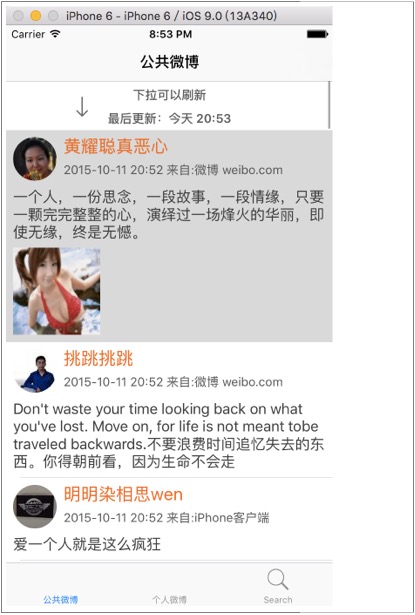 iPhone 6 - iPhone 6 / iOS 9.0 (13A340)
Carrier 8:53 PM
公共微博
下拉可以刷新
最后更新：今天 20:53
黄耀聪真恶心
2015-10-11 20:52 来自:微博 weibo.com
一个人，一份思念，一段故事，一段情缘，只要
一颗完完整整的心，演绎过一场烽火的华丽，即
使无缘，终是无憾。
挑跳挑跳
2015-10-11 20:52 来自:微博 weibo.com
Don't waste your time looking back on what
you've lost. Move on, for life is not meant tobe
traveled backwards.不要浪费时间追忆失去的东
西。你得朝前看，因为生命不会走
明明染相思wen
2015-10-11 20:52 来自:iPhone客户端
爱一个人就是这么疯狂
公共微博 个人微博 Search